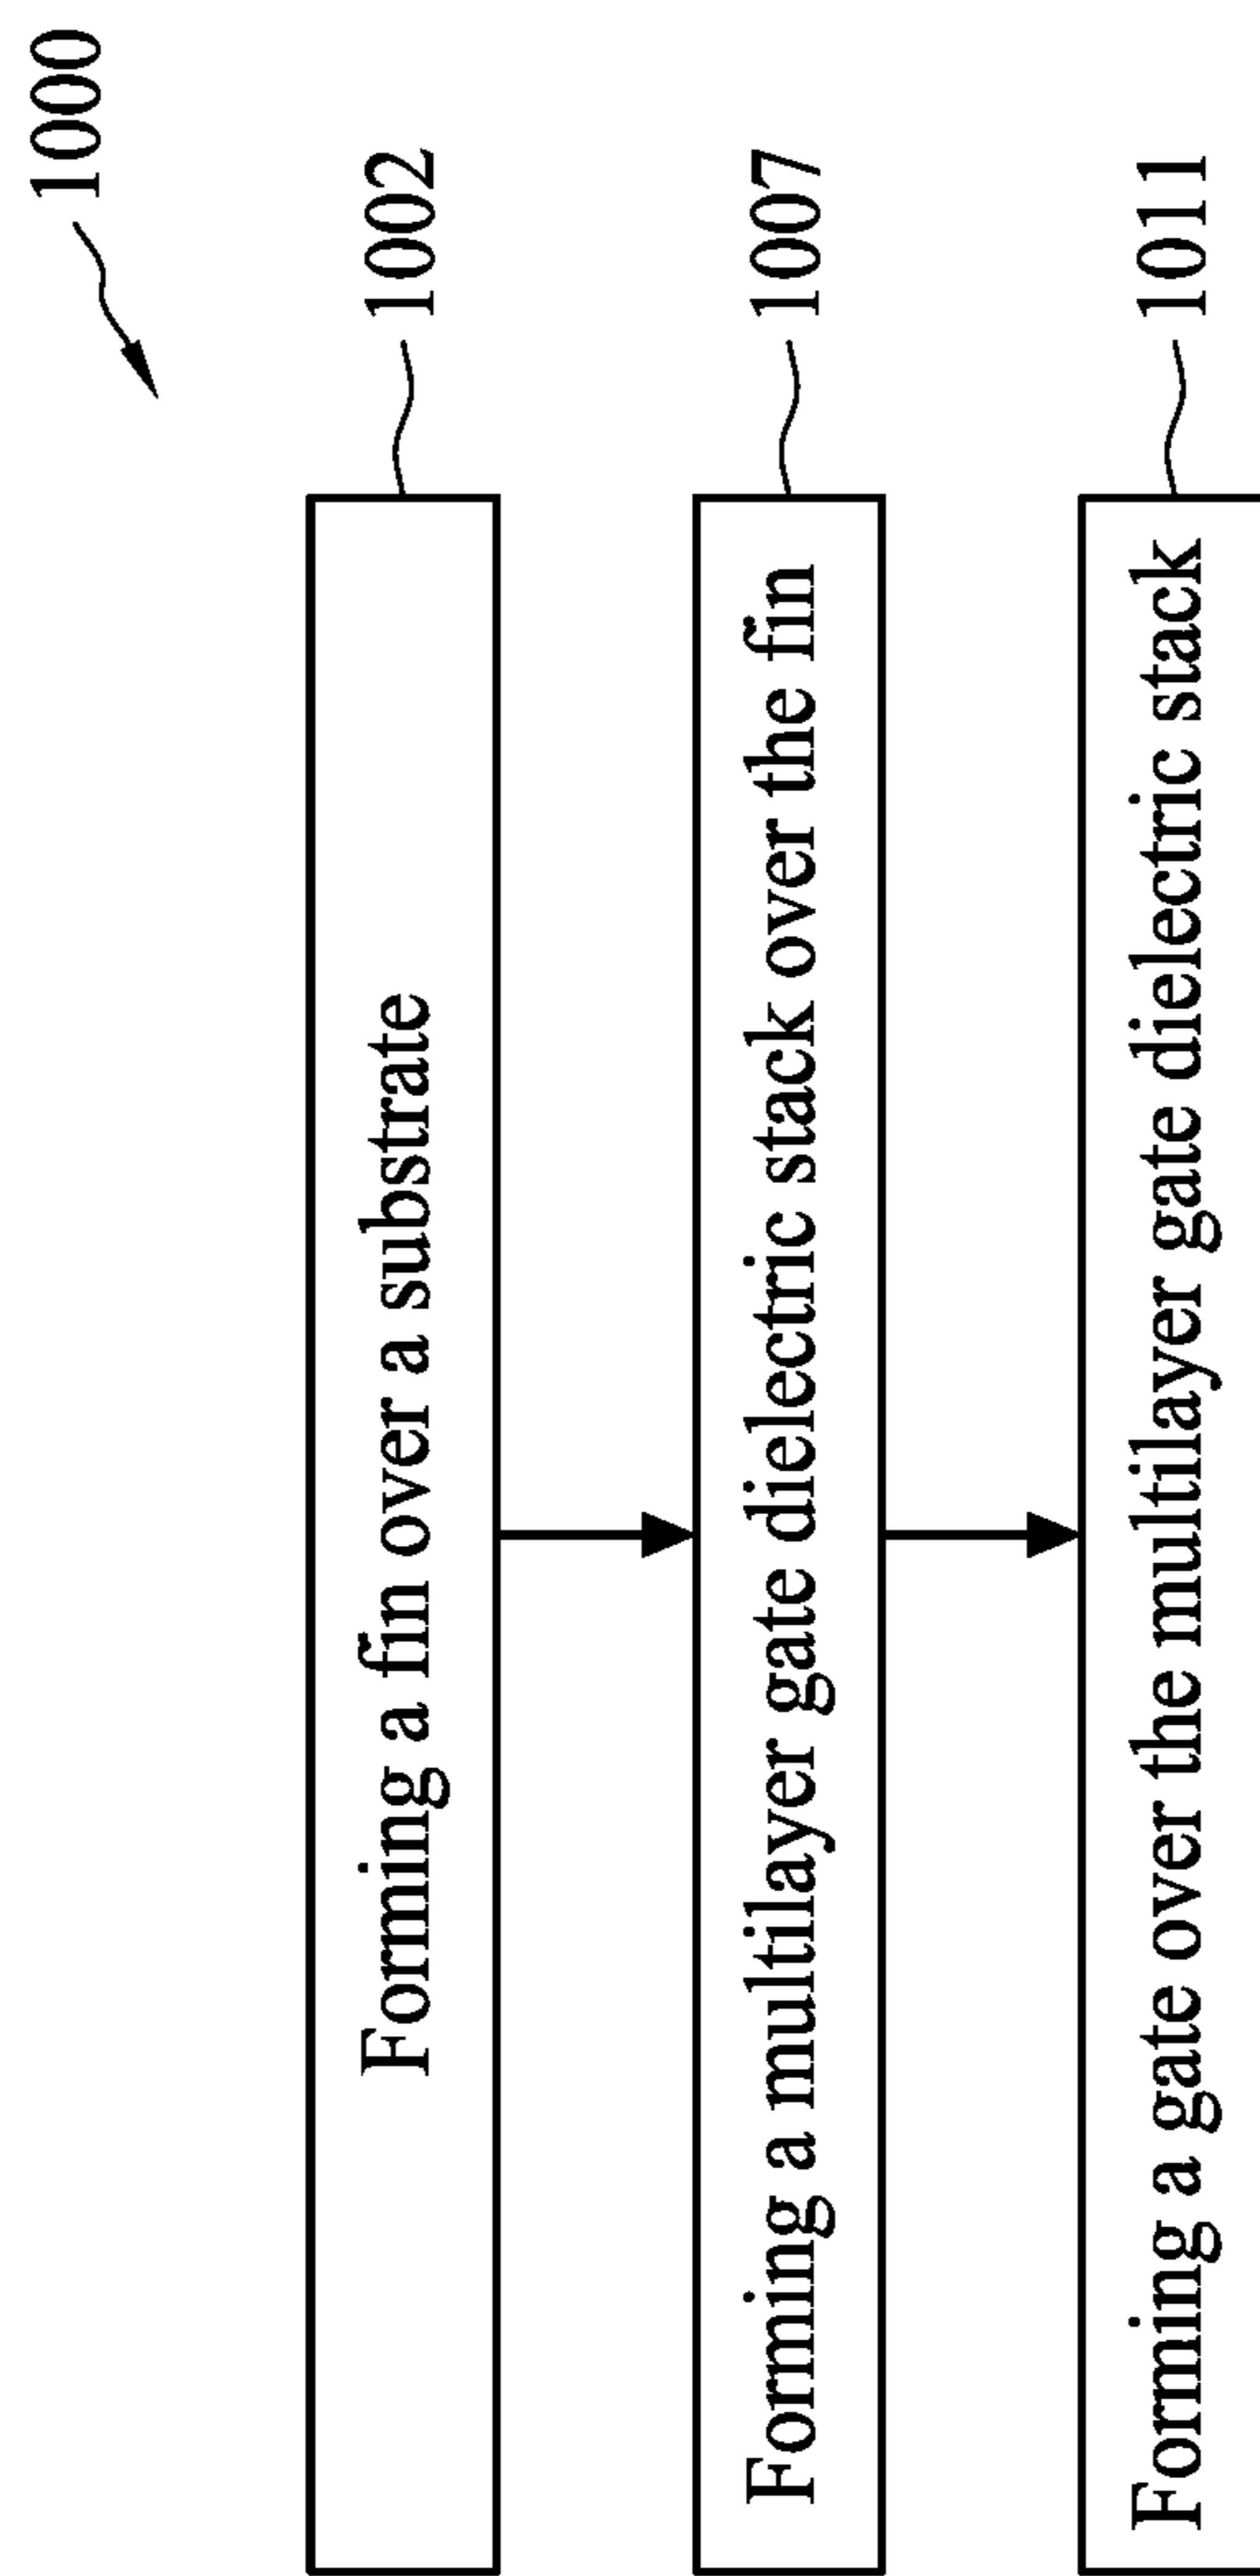 1000
Forming a fin over a substrate 1002
Forming a multilayer gate dielectric stack over the fin 1007
Forming a gate over the multilayer gate dielectric stack 1011